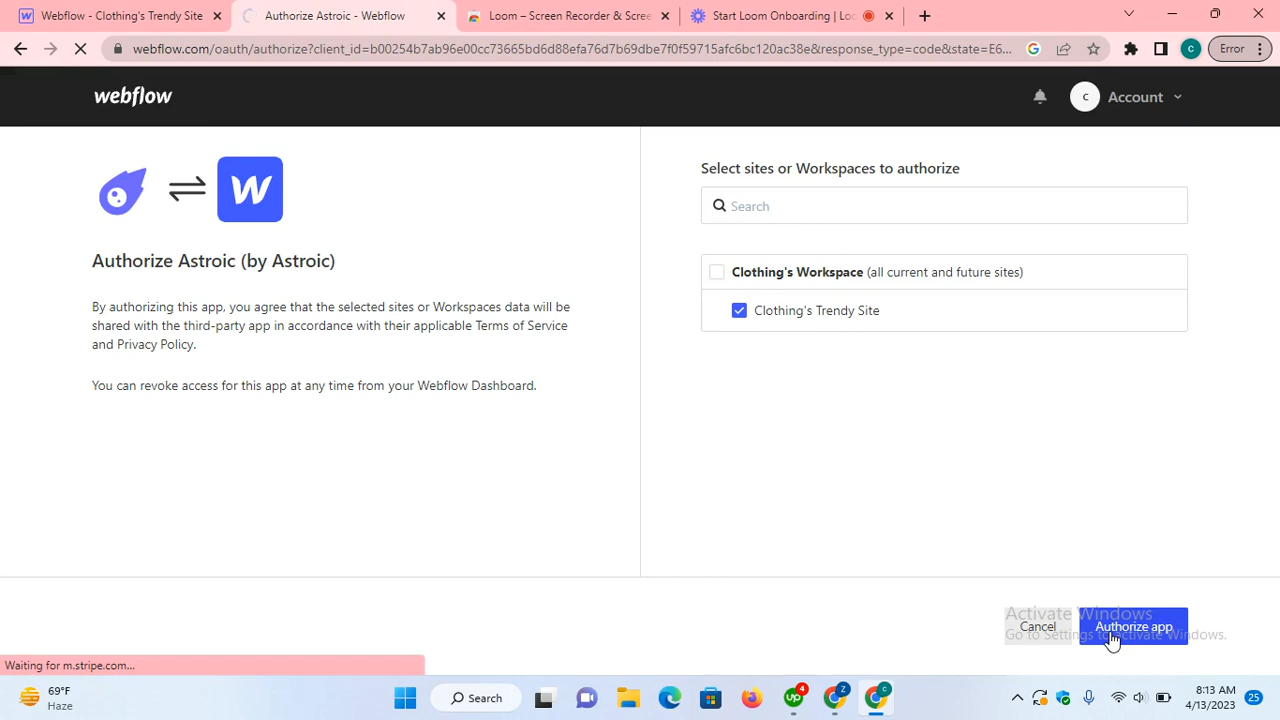 Webflow - Clothing's Trendy Site
Authorize Astroic - Webflow
Loom – Screen Recorder & Scree
Start Loom Onboarding | Lo
webflow.com/oauth/authorize?client_id=b00254b7ab96e00cc73665bd6d88efa76d7b69dbe7f0f59715afc6bc120ac38e&response_type=code&state=E6...
C
Error
webflow
C
Account
W
Select sites or Workspaces to authorize
Search
Authorize Astroic (by Astroic)
Clothing's Workspace (all current and future sites)
Clothing's Trendy Site
By authorizing this app, you agree that the selected sites or Workspaces data will be
shared with the third-party app in accordance with their applicable Terms of Service
and Privacy Policy.
You can revoke access for this app at any time from your Webflow Dashboard.
Activate Windows
Cancel
Authorize app
Go to Settings to activate Windows.
Waiting for m.stripe.com...
69°F
Haze
Search
4
Z
C
8:13 AM
4/13/2023
25